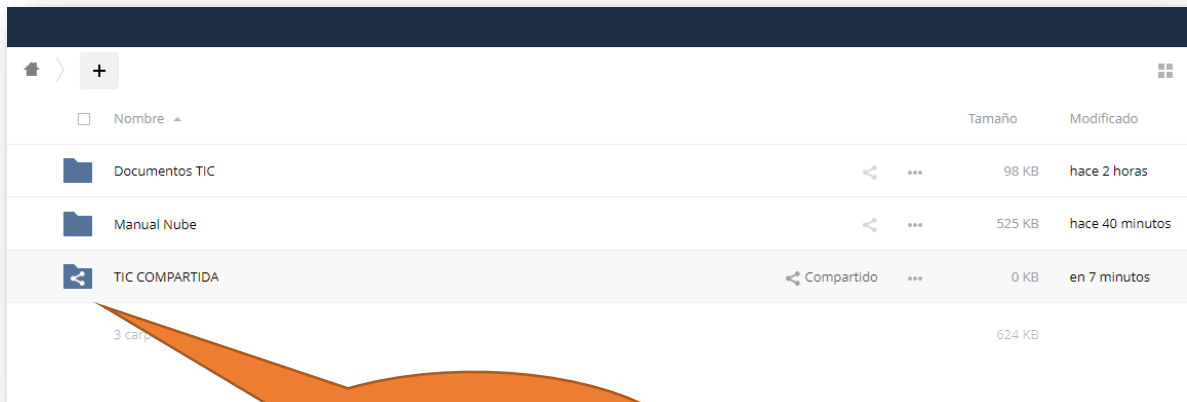 +
Nombre Tamaño Modificado
Documentos TIC 98 KB hace 2 horas
Manual Nube 525 KB hace 40 minutos
TIC COMPARTIDA Compartido 0 KB en 7 minutos
3 624 KB